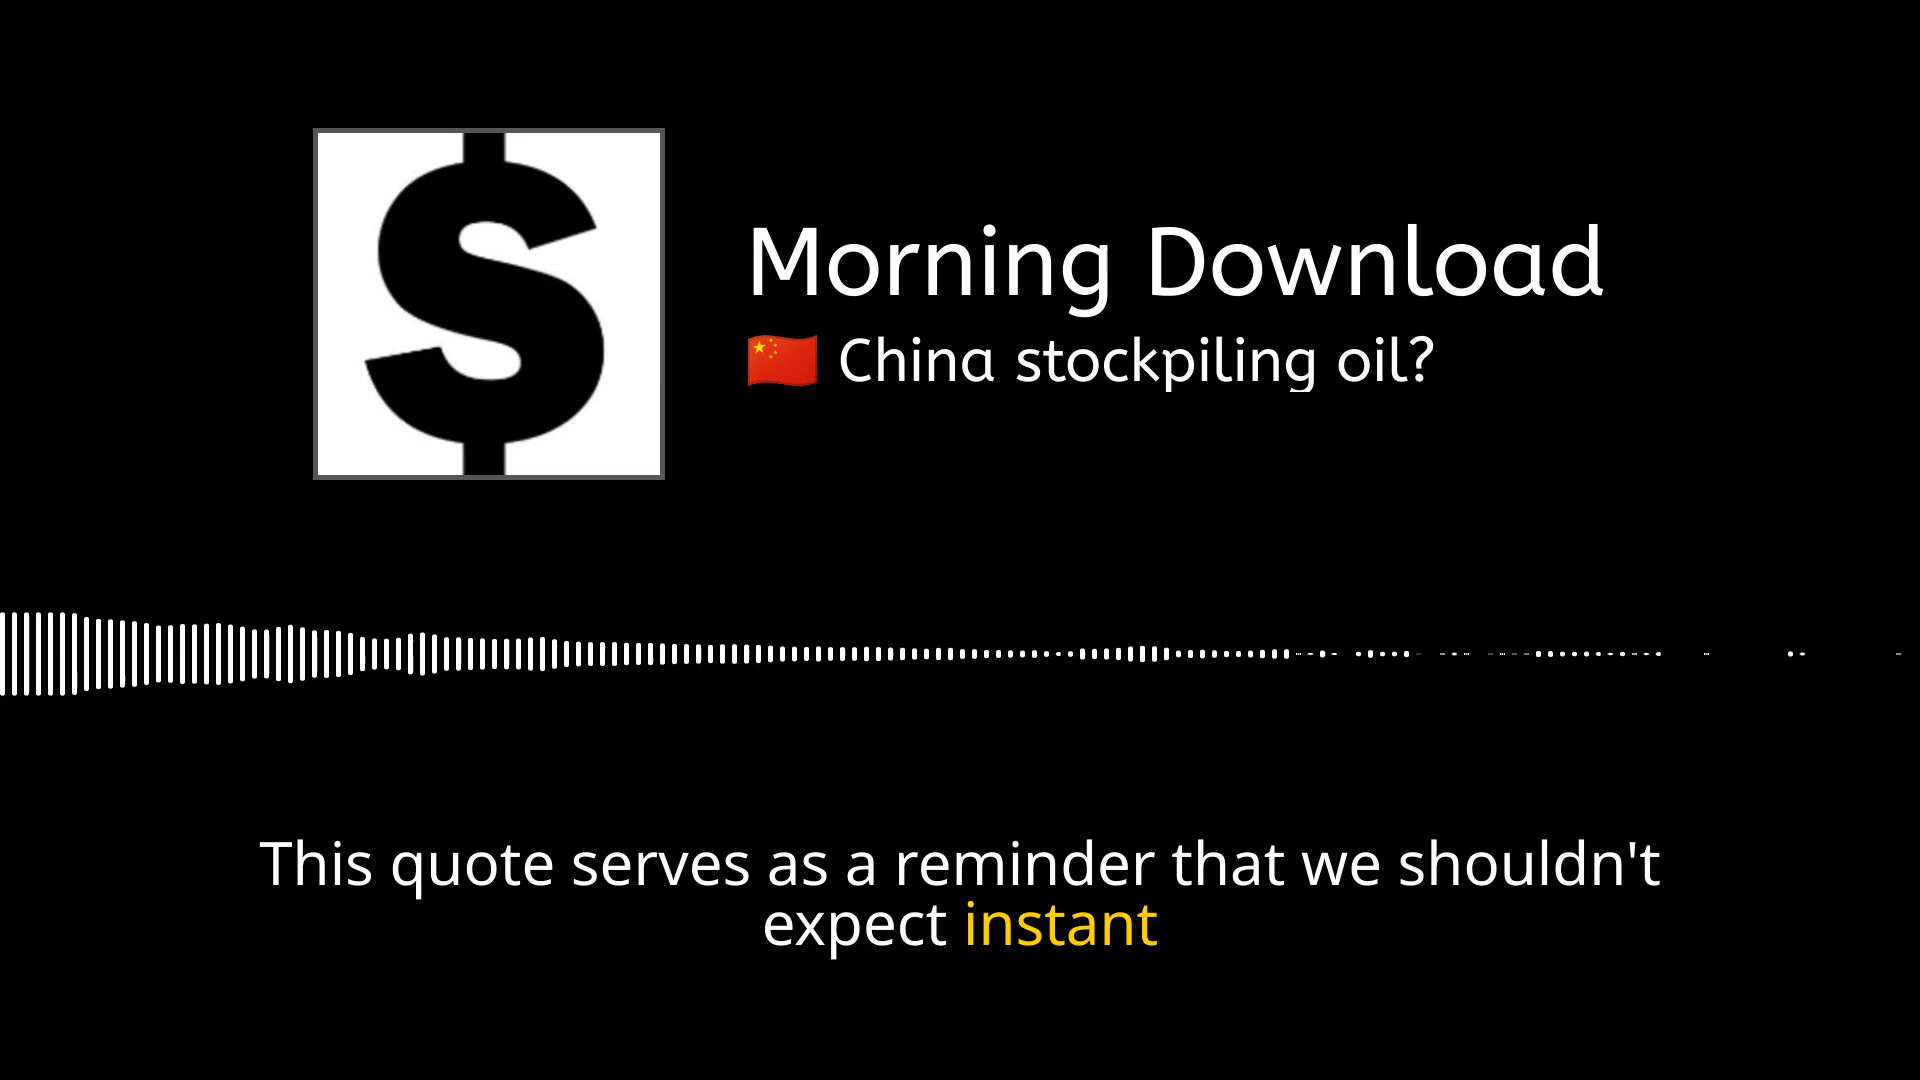 $
Morning Download
🇨🇳 China stockpiling oil?
This quote serves as a reminder that we shouldn't
expect instant